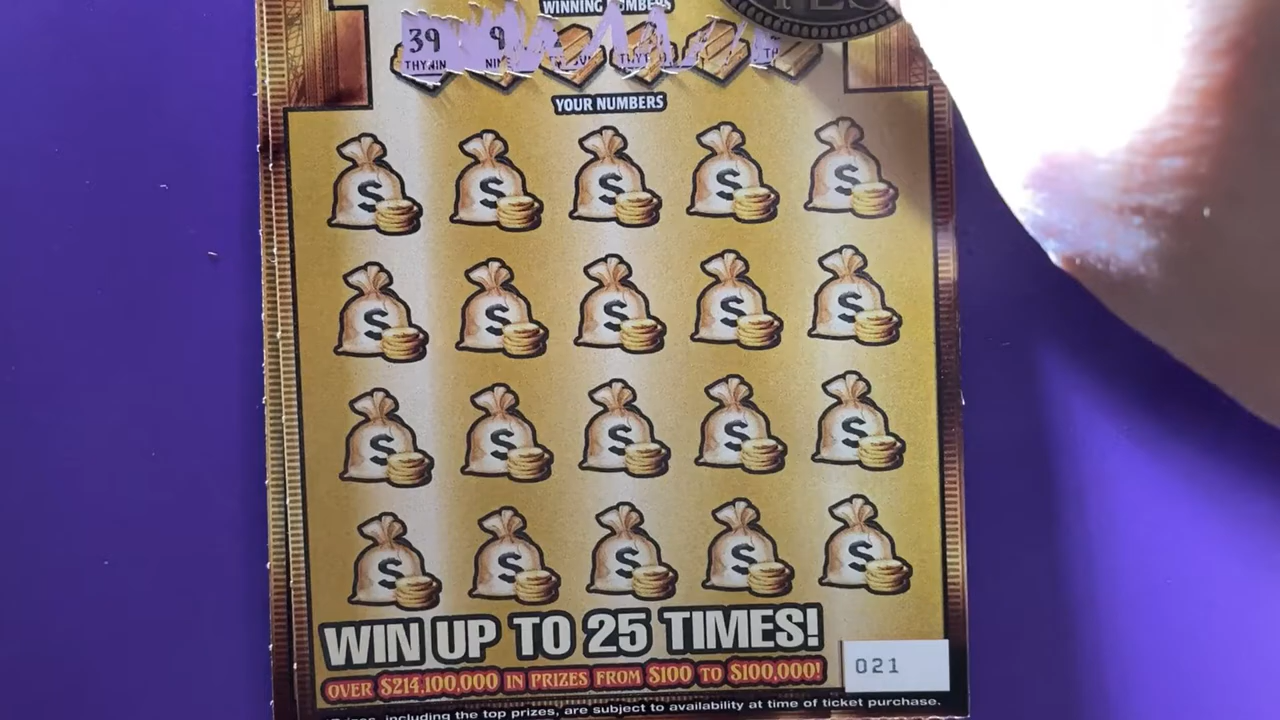 WINNING NUMBERS
39 9
THYNIN NINE
YOUR NUMBERS
$ $ $ $ $
$ $ $ $ $
$ $ $ $ $
$ $ $ $ $
WIN UP TO 25 TIMES!
OVER $214,100,000 IN PRIZES FROM $100 TO $100,000!
021
including the top prizes, are subject to availability at time of ticket purchase.